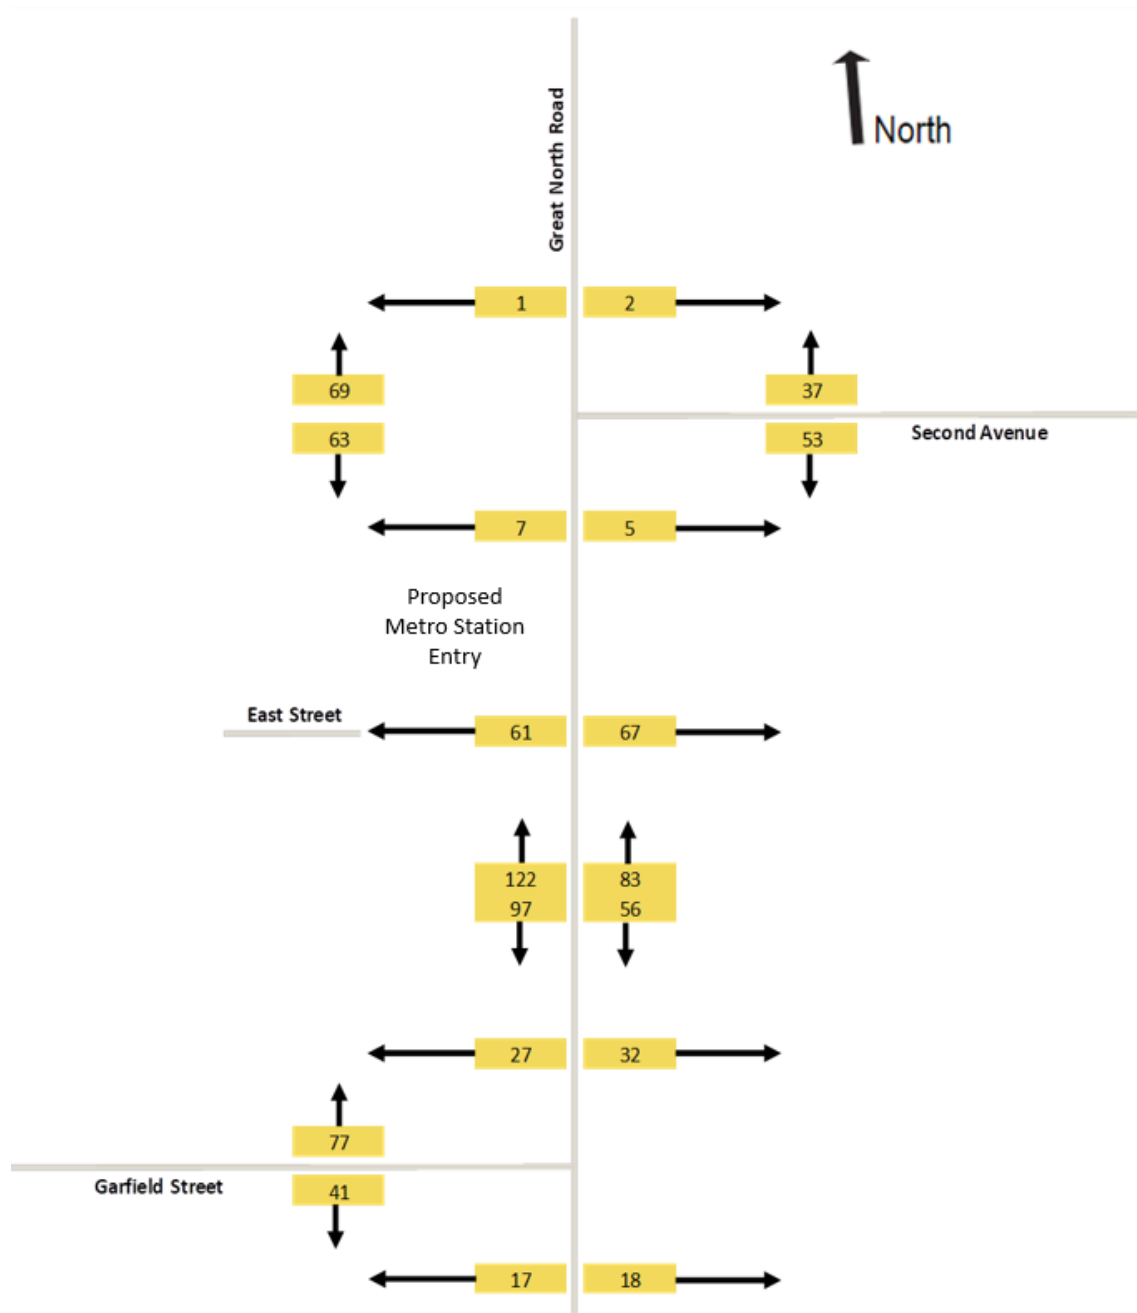 Great North Road
North
1
2
69
37
63
53
Second Avenue
7
5
Proposed
Metro Station
Entry
East Street
61
67
122
83
97
56
27
32
77
Garfield Street
41
17
18